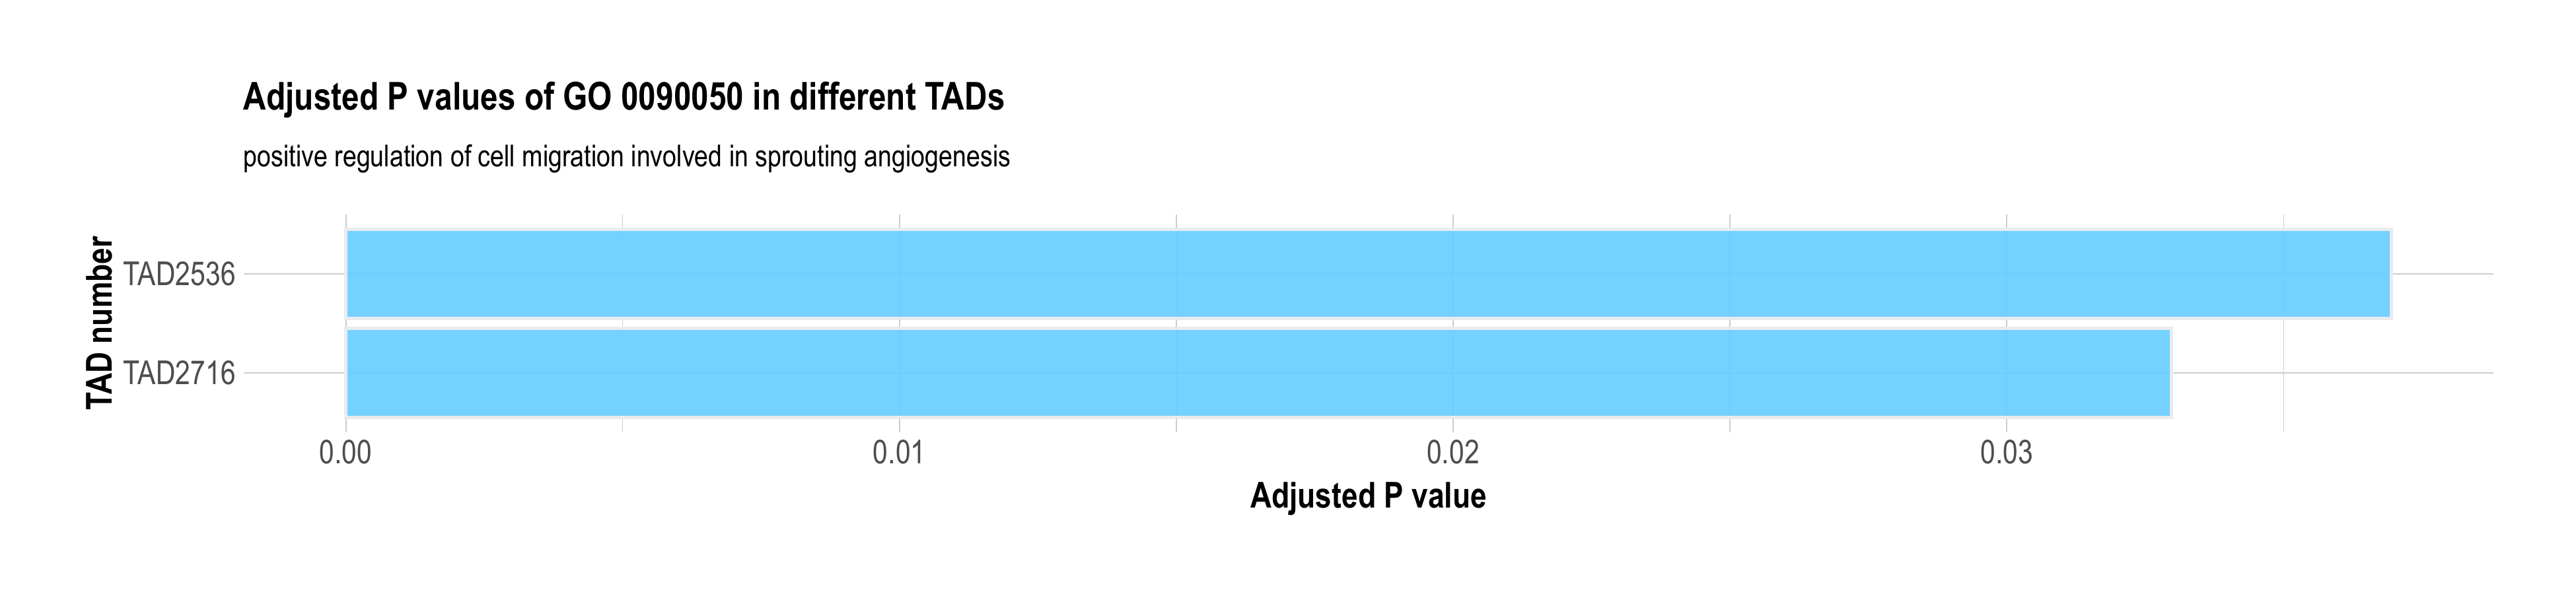 Adjusted P values of GO 0090050 in different TADs
positive regulation of cell migration involved in sprouting angiogenesis
TAD number
TAD2536
TAD2716
0.00 0.01 0.02 0.03
Adjusted P value